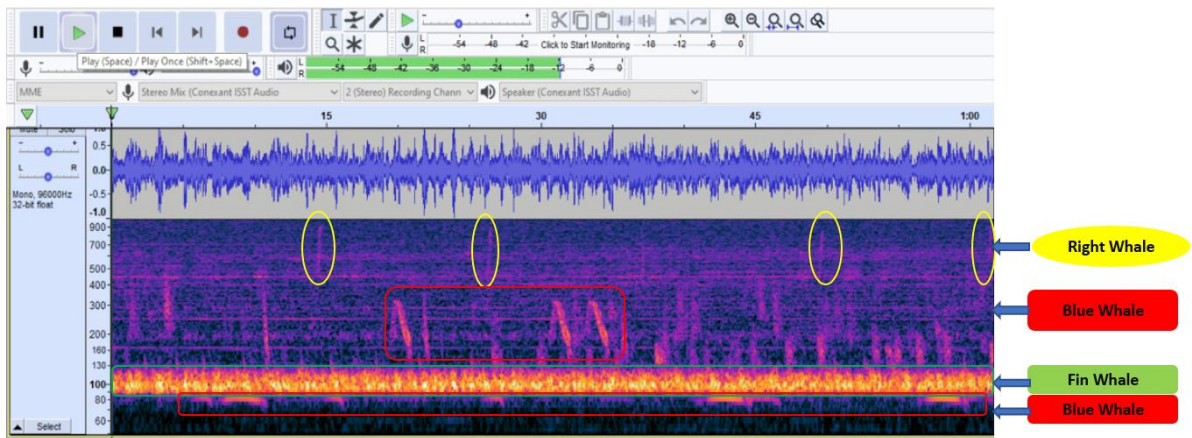 L
R
-54 -48 -42 Click to Start Monitoring -18 -12 -6 0
Play (Space) / Play Once (Shift+Space)
L
R
-54 -48 -42 -36 -30 -24 -18 -12 -6 0
MME
Stereo Mix (Conexant ISST Audio
2 (Stereo) Recording Chann
Speaker (Conexant ISST Audio)
15 30 45 1:00
Mute Solo
- +
L R
Mono, 96000Hz
32-bit float
1.0
0.5
0.0
-0.5
-1.0
900
700
500
400
300
200
160
130
100
80
60
Select
Right Whale
Blue Whale
Fin Whale
Blue Whale